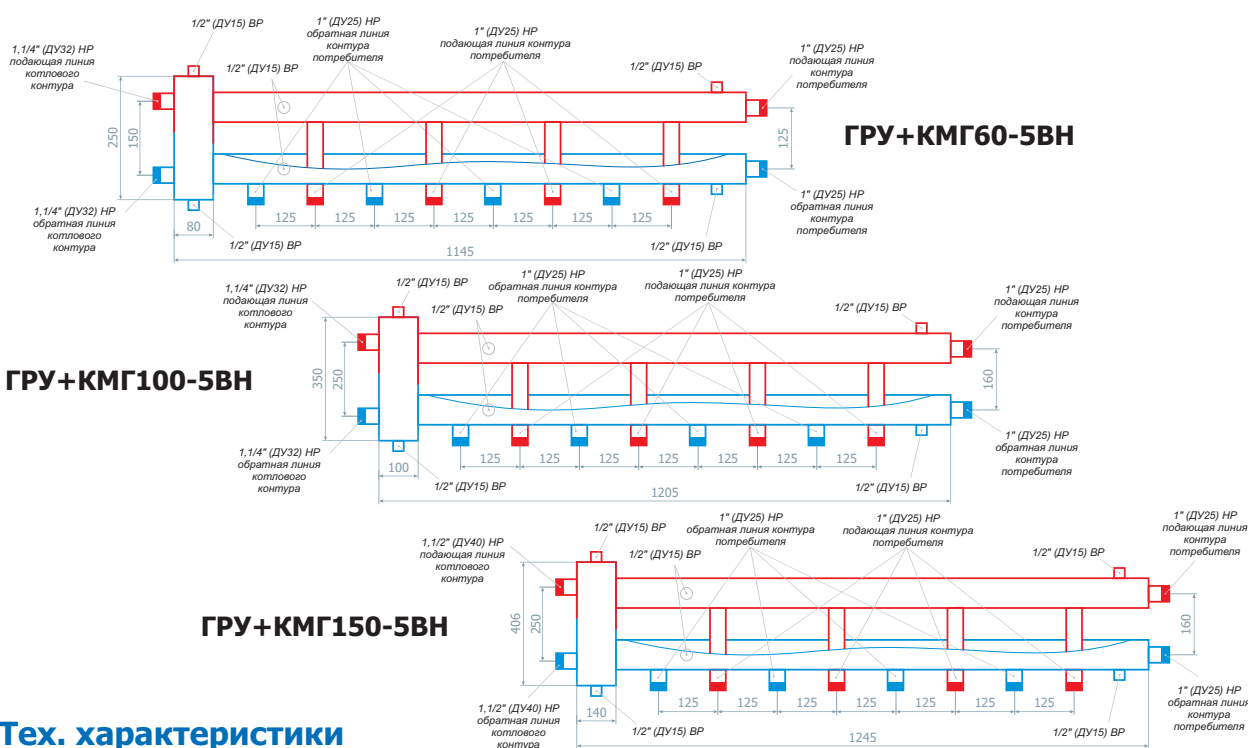 1/2" (ДУ15) ВР
1" (ДУ25) НР
обратная линия
контура
потребителя
1" (ДУ25) НР
подающая линия контура
потребителя
1,1/4" (ДУ32) НР
подающая линия
котлового
контура
1/2" (ДУ15) ВР
1/2" (ДУ15) ВР
1" (ДУ25) НР
подающая линия
контура
потребителя
250
150
125
ГРУ+КМГ60-5ВН
1,1/4" (ДУ32) НР
обратная линия
котлового
контура
1" (ДУ25) НР
обратная линия
контура
потребителя
80
125
125
125
125
125
125
125
1/2" (ДУ15) ВР
1/2" (ДУ15) ВР
1145
1,1/4" (ДУ32) НР
подающая линия
котлового
контура
1/2" (ДУ15) ВР
1/2" (ДУ15) ВР
1" (ДУ25) НР
обратная линия контура
потребителя
1" (ДУ25) НР
подающая линия контура
потребителя
1/2" (ДУ15) ВР
1" (ДУ25) НР
подающая линия
контура
потребителя
ГРУ+КМГ100-5ВН
350
250
160
1,1/4" (ДУ32) НР
обратная линия
котлового
контура
1" (ДУ25) НР
обратная линия
контура
потребителя
100
125
125
125
125
125
125
125
1/2" (ДУ15) ВР
1/2" (ДУ15) ВР
1205
1,1/2" (ДУ40) НР
подающая линия
котлового
контура
1/2" (ДУ15) ВР
1/2" (ДУ15) ВР
1" (ДУ25) НР
обратная линия контура
потребителя
1" (ДУ25) НР
подающая линия контура
потребителя
1/2" (ДУ15) ВР
1" (ДУ25) НР
подающая линия
контура
потребителя
ГРУ+КМГ150-5ВН
406
250
160
1,1/2" (ДУ40) НР
обратная линия
котлового
контура
1" (ДУ25) НР
обратная линия
контура
потребителя
140
125
125
125
125
125
125
125
1/2" (ДУ15) ВР
1/2" (ДУ15) ВР
1245
Тех. характеристики